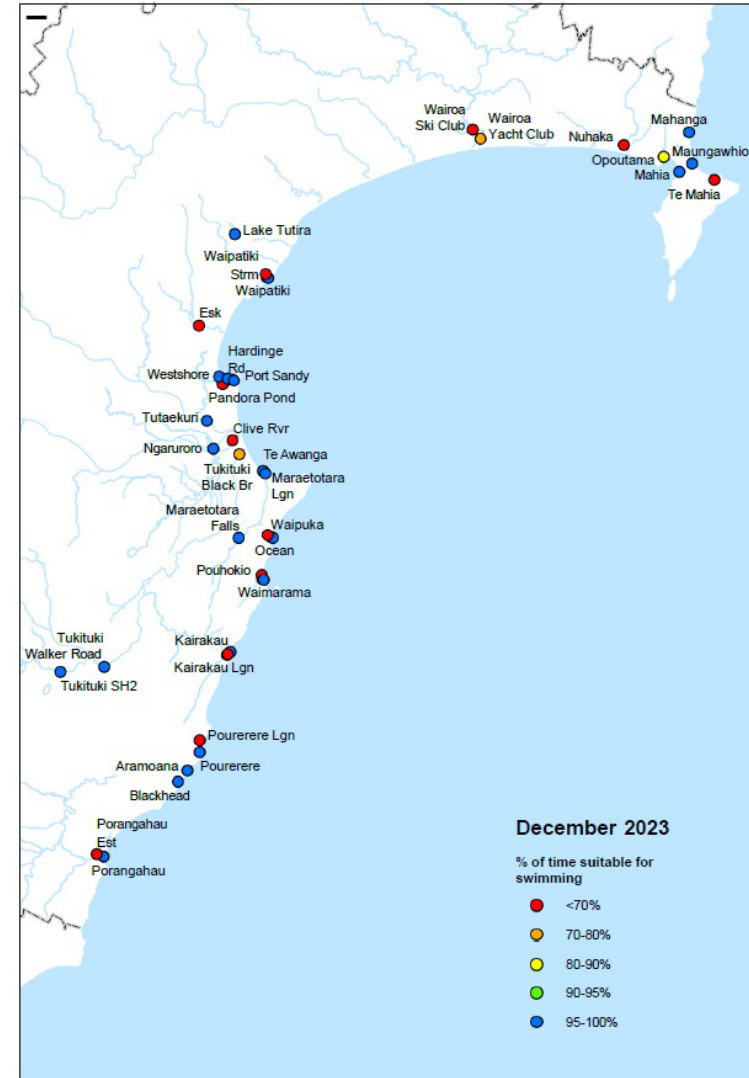 Wairoa
Ski Club
Wairoa
Yacht Club
Nuhaka
Mahanga
Opoutama
Maungawhio
Mahia
Te Mahia
Lake Tutira
Waipatiki
Strm
Waipatiki
Esk
Hardinge
Rd
Westshore
Port Sandy
Pandora Pond
Tutaekuri
Clive Rvr
Ngaruroro
Tukituki
Black Br
Te Awanga
Maraetotara
Lgn
Maraetotara
Falls
Waipuka
Ocean
Pouhokio
Waimarama
Tukituki
Walker Road
Tukituki SH2
Kairakau
Kairakau Lgn
Pourerere Lgn
Aramoana
Pourerere
Blackhead
Porangahau
Est
Porangahau
December 2023
% of time suitable for
swimming
<70%
70-80%
80-90%
90-95%
95-100%